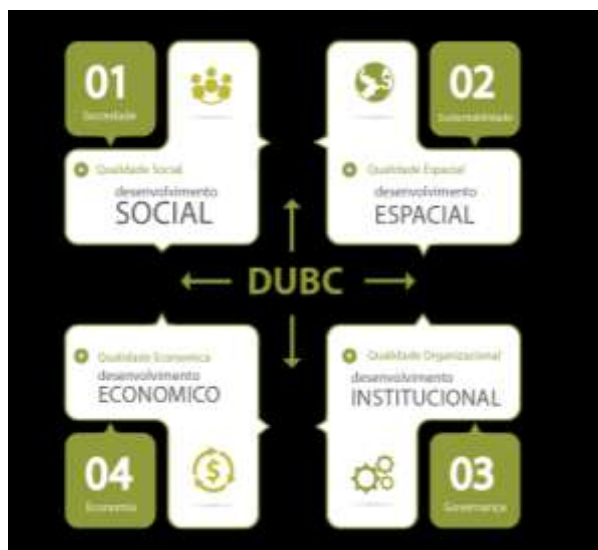 01
Sociedade
Qualidade Social
desenvolvimento
SOCIAL
02
Sustentabilidade
Qualidade Espacial
desenvolvimento
ESPACIAL
DUBC
Qualidade Economica
desenvolvimento
ECONOMICO
04
Economia
Qualidade Organizacional
desenvolvimento
INSTITUCIONAL
03
Governança